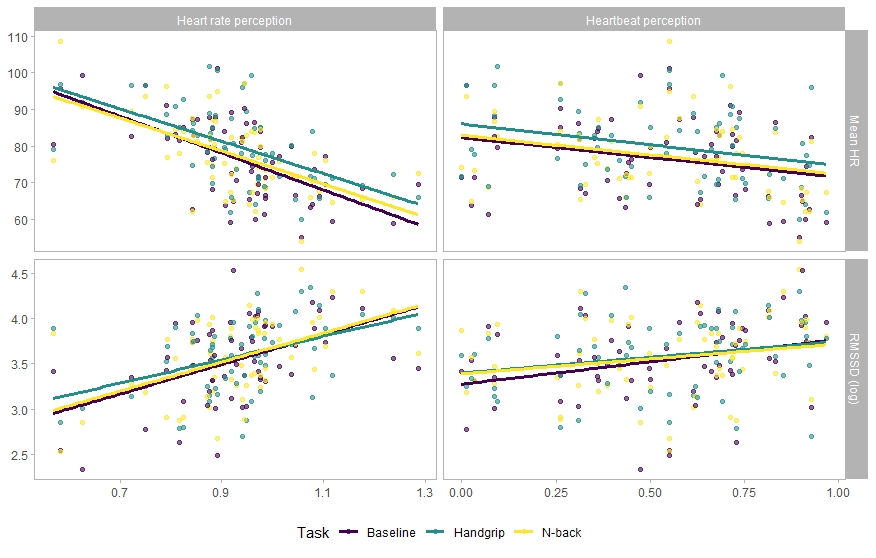 Heart rate perception Heartbeat perception
110
100
90
80
70
60
Mean HR
4.5
4.0
3.5
3.0
2.5
RMSSD (log)
0.7 0.9 1.1 1.3 0.00 0.25 0.50 0.75 1.00
Task Baseline Handgrip N-back